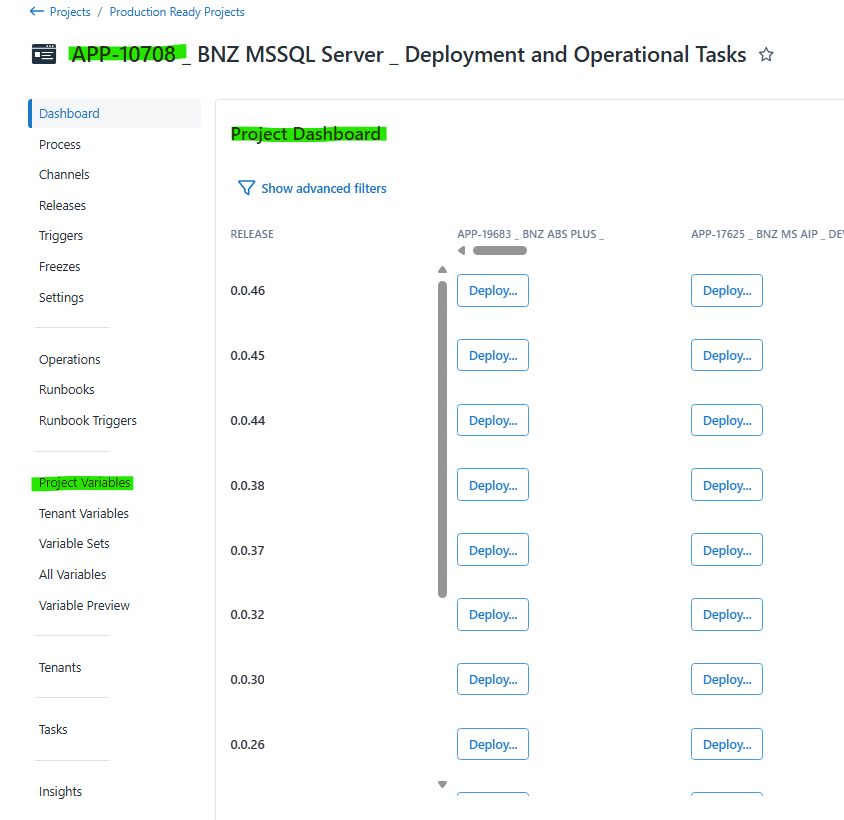 ← Projects / Production Ready Projects
APP-10708 _ BNZ MSSQL Server _ Deployment and Operational Tasks
Dashboard
Process
Channels
Releases
Triggers
Freezes
Settings
Operations
Runbooks
Runbook Triggers
Project Variables
Tenant Variables
Variable Sets
All Variables
Variable Preview
Tenants
Tasks
Insights
Project Dashboard
Show advanced filters
RELEASE APP-19683 _ BNZ ABS PLUS _ APP-17625 _ BNZ MS AIP _ DE
0.0.46 Deploy... Deploy...
0.0.45 Deploy... Deploy...
0.0.44 Deploy... Deploy...
0.0.38 Deploy... Deploy...
0.0.37 Deploy... Deploy...
0.0.32 Deploy... Deploy...
0.0.30 Deploy... Deploy...
0.0.26 Deploy... Deploy...